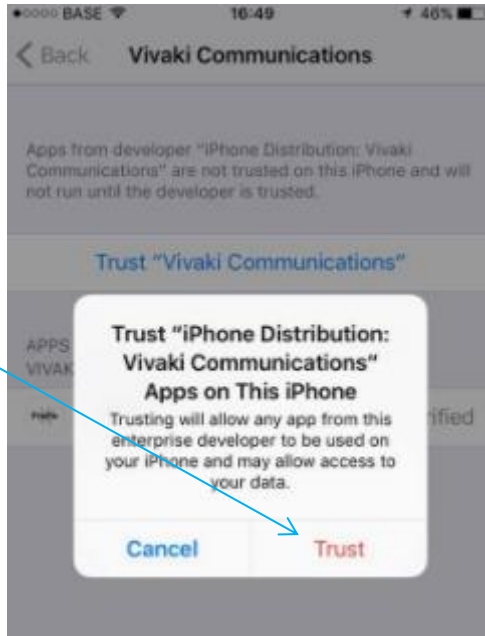 BASE 16:49 46%
Back Vivaki Communications
Apps from developer "iPhone Distribution: Vivaki
Communications" are not trusted on this iPhone and will
not run until the developer is trusted.
Trust "Vivaki Communications"
APPS
VIVAK
ified
Trust "iPhone Distribution:
Vivaki Communications"
Apps on This iPhone
Trusting will allow any app from this
enterprise developer to be used on
your iPhone and may allow access to
your data.
Cancel Trust